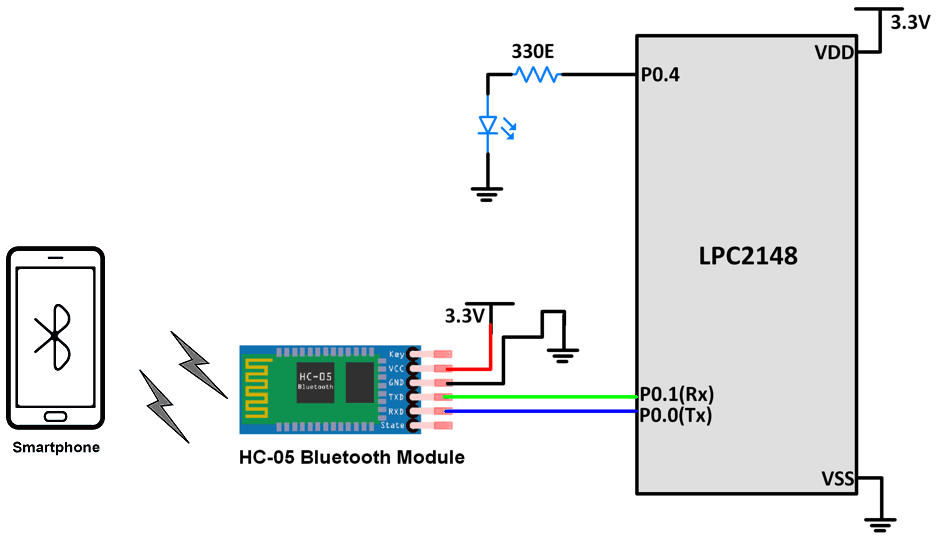 3.3V
330E
VDD
P0.4
LPC2148
3.3V
HC-05
Bluetooth
Key
VCC
GND
TXD
RXD
State
P0.1(Rx)
P0.0(Tx)
Smartphone
HC-05 Bluetooth Module
VSS